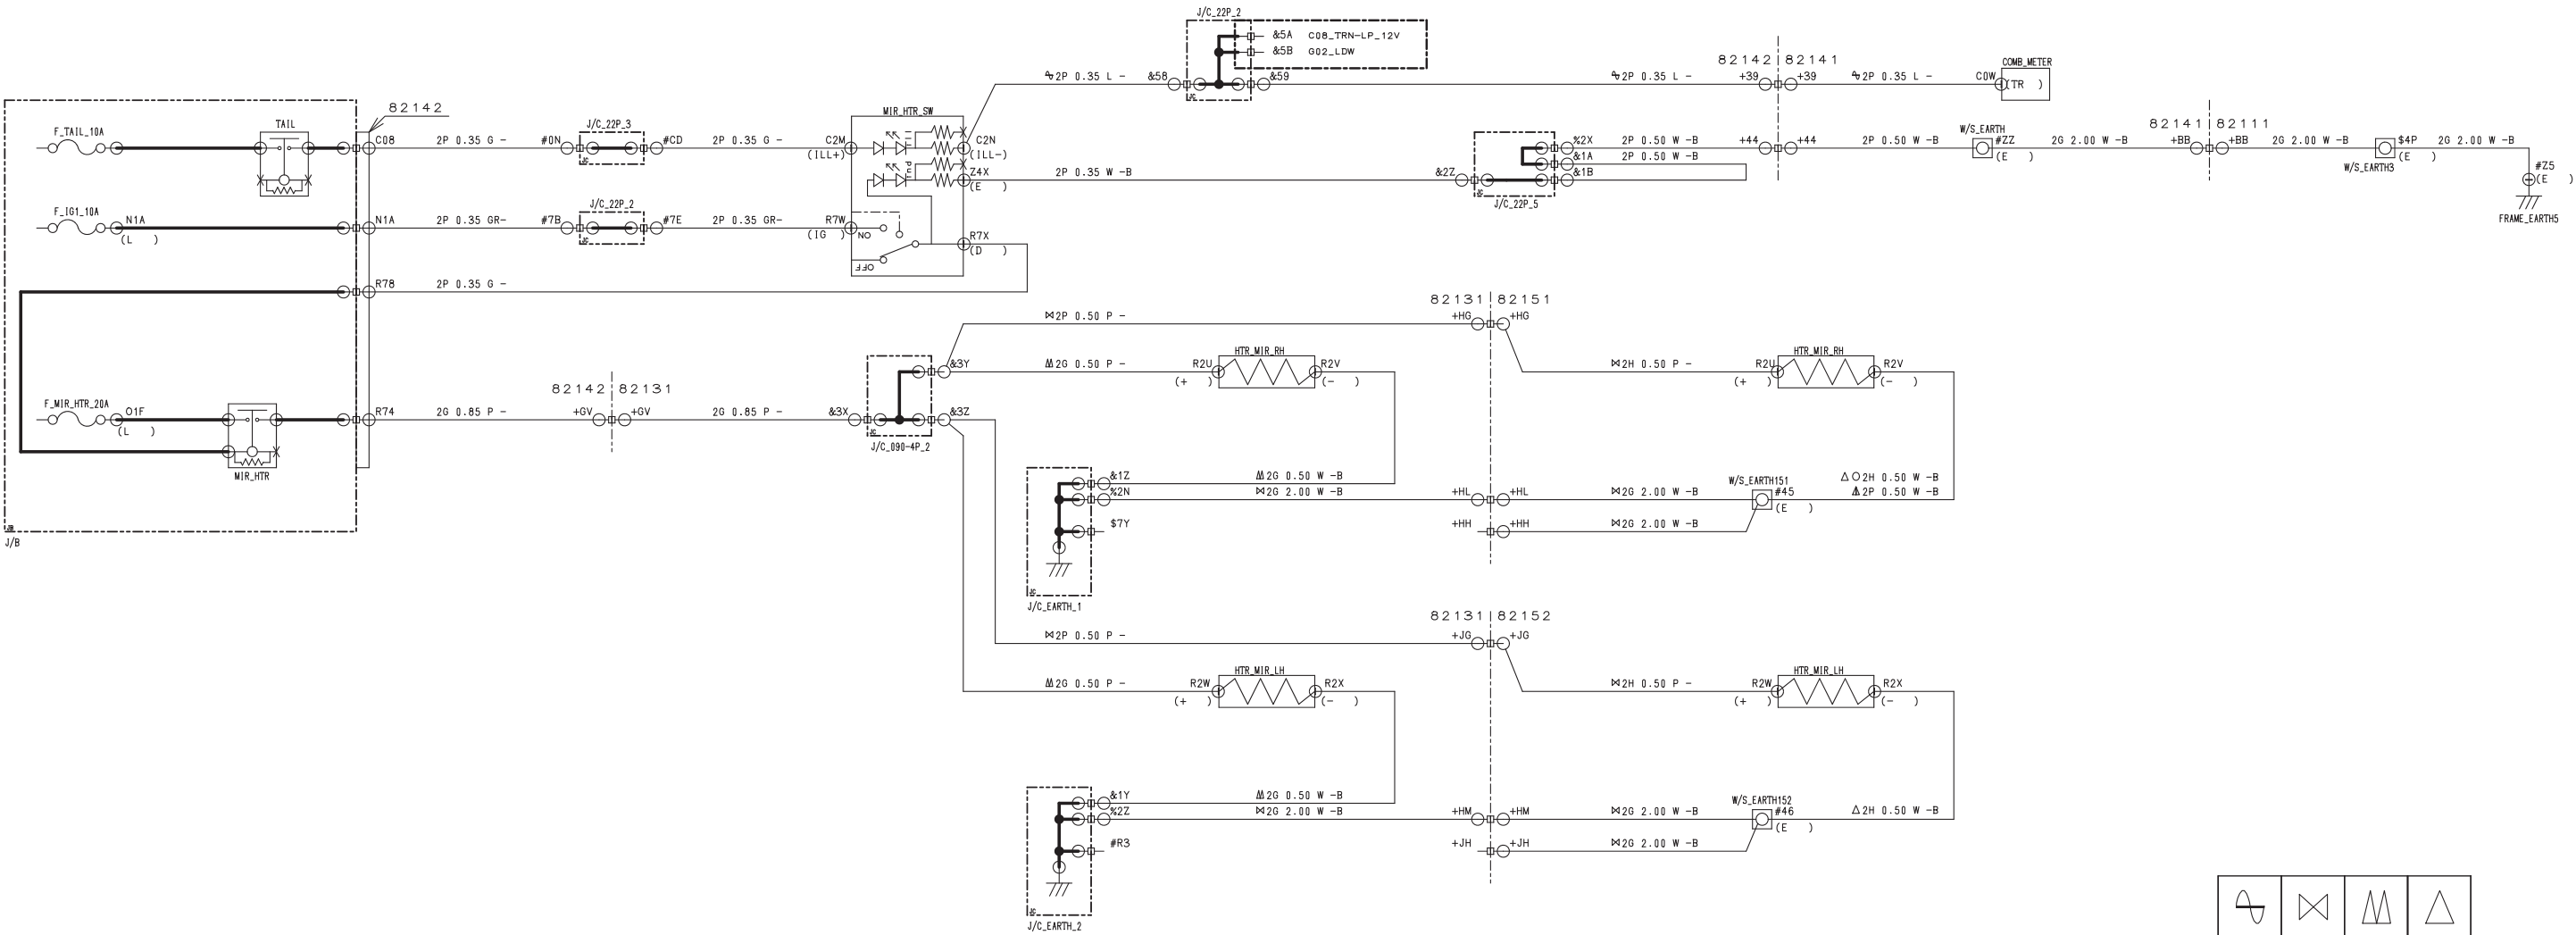 J/C_22P_2
&5A C08_TRN-LP_12V
&5B G02_LDW
2P 0.35 L - &58 &59 2P 0.35 L - +39 82142 82141 +39 2P 0.35 L - C0W COMB_METER
(TR )
82142
F_TAIL_10A TAIL C08 2P 0.35 G - #0N J/C_22P_3 #CD 2P 0.35 G - C2M MIR_HTR_SW C2N
JC
(ILL+) ILL (ILL-)
%2X 2P 0.50 W -B +44 +44 2P 0.50 W -B W/S_EARTH #ZZ 2G 2.00 W -B 82141 82111 +BB +BB 2G 2.00 W -B $4P 2G 2.00 W -B
(E ) W/S_EARTH3 (E )
&1A 2P 0.50 W -B
Ind Z4X 2P 0.35 W -B &2Z &1B
(E )
JC J/C_22P_5
#Z5
(E )
FRAME_EARTH5
F_IG1_10A N1A N1A 2P 0.35 GR- #7B J/C_22P_2 #7E 2P 0.35 GR- R7W
(L ) JC (IG ) ON
R7X
(D )
OFF
R78 2P 0.35 G -
2P 0.50 P - +HG 82131 82151 +HG
&3Y 2G 0.50 P - R2U HTR_MIR_RH R2V 2H 0.50 P - R2U HTR_MIR_RH R2V
(+ ) (- ) (+ ) (- )
F_MIR_HTR_20A O1F R74 2G 0.85 P - +GV 82142 82131 +GV 2G 0.85 P - &3X &3Z
(L ) JC
MIR_HTR J/C_090-4P_2
&1Z 2G 0.50 W -B W/S_EARTH151 2H 0.50 W -B
%2N 2G 2.00 W -B +HL +HL 2G 2.00 W -B #45 2P 0.50 W -B
(E )
$7Y +HH +HH 2G 2.00 W -B
JB
J/B
JC
J/C_EARTH_1
82131 82152
2P 0.50 P - +JG +JG
2G 0.50 P - R2W HTR_MIR_LH R2X 2H 0.50 P - R2W HTR_MIR_LH R2X
(+ ) (- ) (+ ) (- )
&1Y 2G 0.50 W -B W/S_EARTH152
%2Z 2G 2.00 W -B +HM +HM 2G 2.00 W -B #46 2H 0.50 W -B
(E )
#R3 +JH +JH 2G 2.00 W -B
JC
J/C_EARTH_2